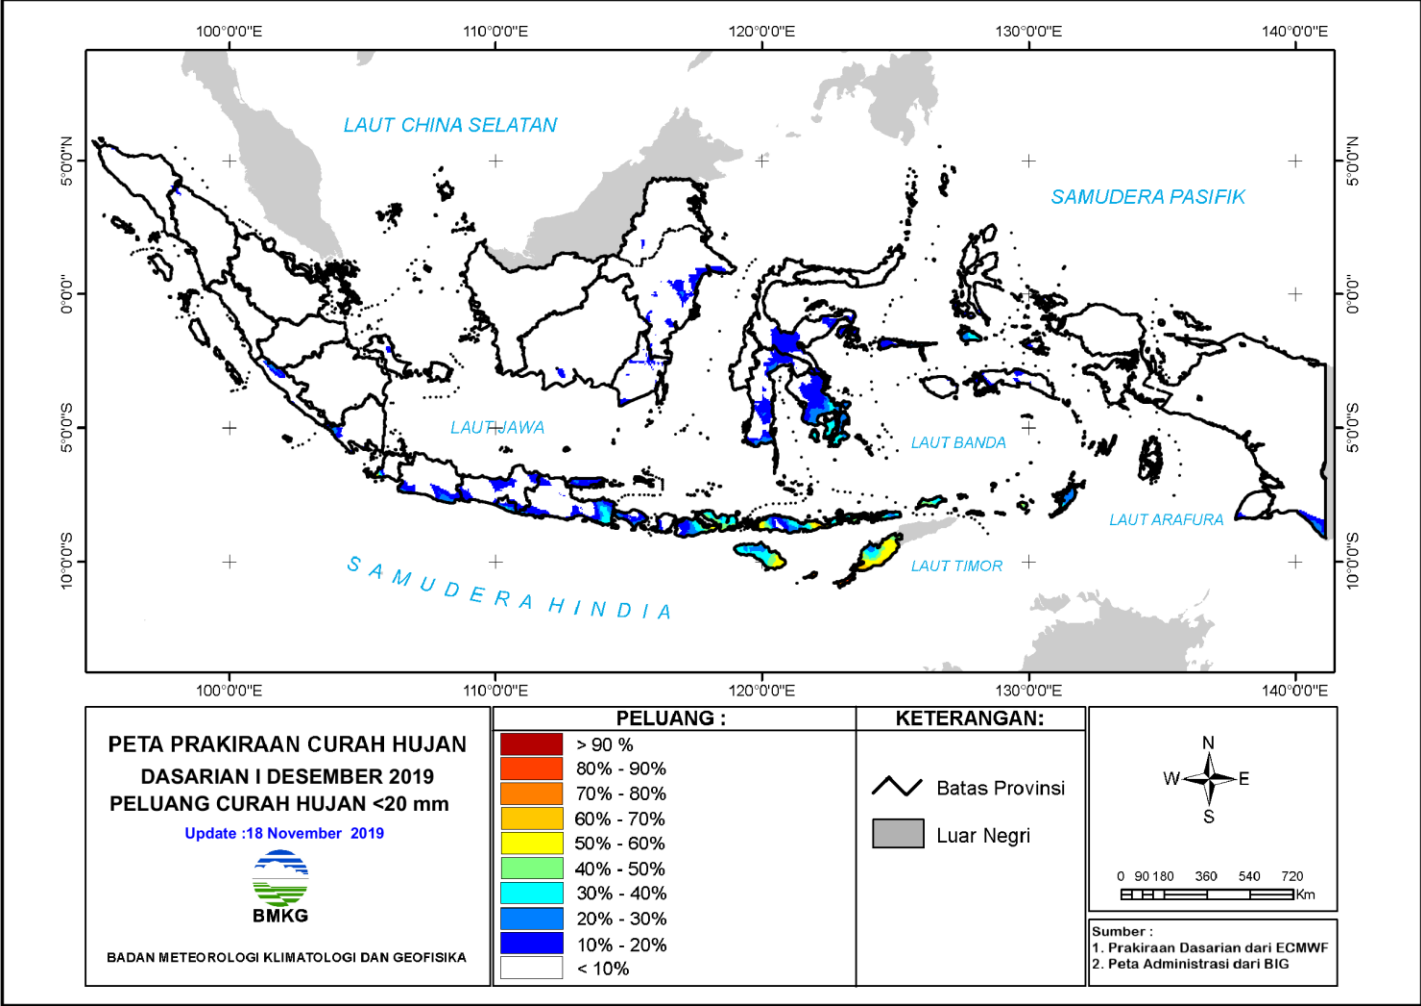 100°0'0"E 110°0'0"E 120°0'0"E 130°0'0"E 140°0'0"E
LAUT CHINA SELATAN
5°0'0"N 5°0'0"N
SAMUDERA PASIFIK
0°0'0" 0°0'0"
5°0'0"S 5°0'0"S
LAUT JAWA
LAUT BANDA
LAUT ARAFURA
10°0'0"S 10°0'0"S
LAUT TIMOR
SAMUDERA HINDIA
100°0'0"E 110°0'0"E 120°0'0"E 130°0'0"E 140°0'0"E
PETA PRAKIRAAN CURAH HUJAN
DASARIAN I DESEMBER 2019
PELUANG CURAH HUJAN <20 mm
Update :18 November 2019
BMKG
BADAN METEOROLOGI KLIMATOLOGI DAN GEOFISIKA
PELUANG :
> 90 %
80% - 90%
70% - 80%
60% - 70%
50% - 60%
40% - 50%
30% - 40%
20% - 30%
10% - 20%
< 10%
KETERANGAN:
Batas Provinsi
Luar Negri
N
W E
S
0 90 180 360 540 720
Km
Sumber :
1. Prakiraan Dasarian dari ECMWF
2. Peta Administrasi dari BIG